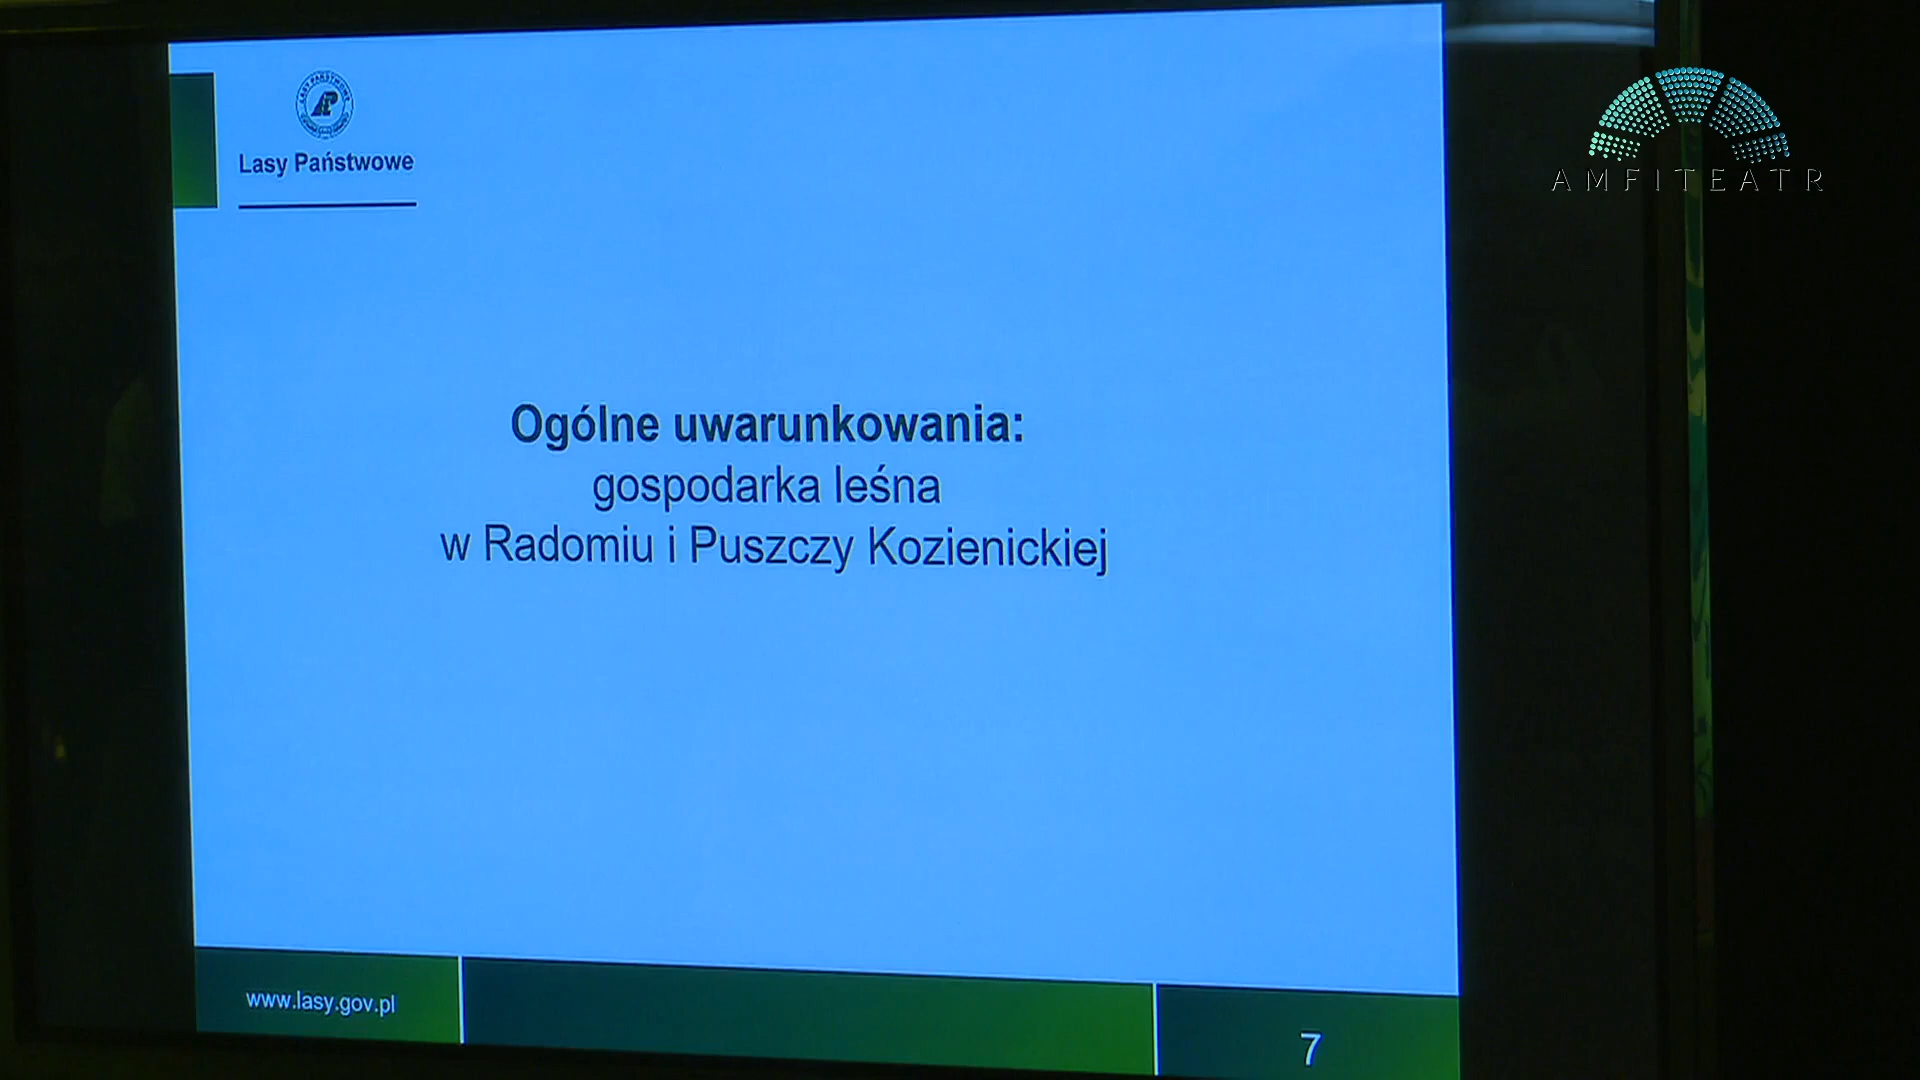 Lasy Państwowe
AMFITEATR
Ogólne uwarunkowania:
gospodarka leśna
w Radomiu i Puszczy Kozienickiej
www.lasy.gov.pl
7